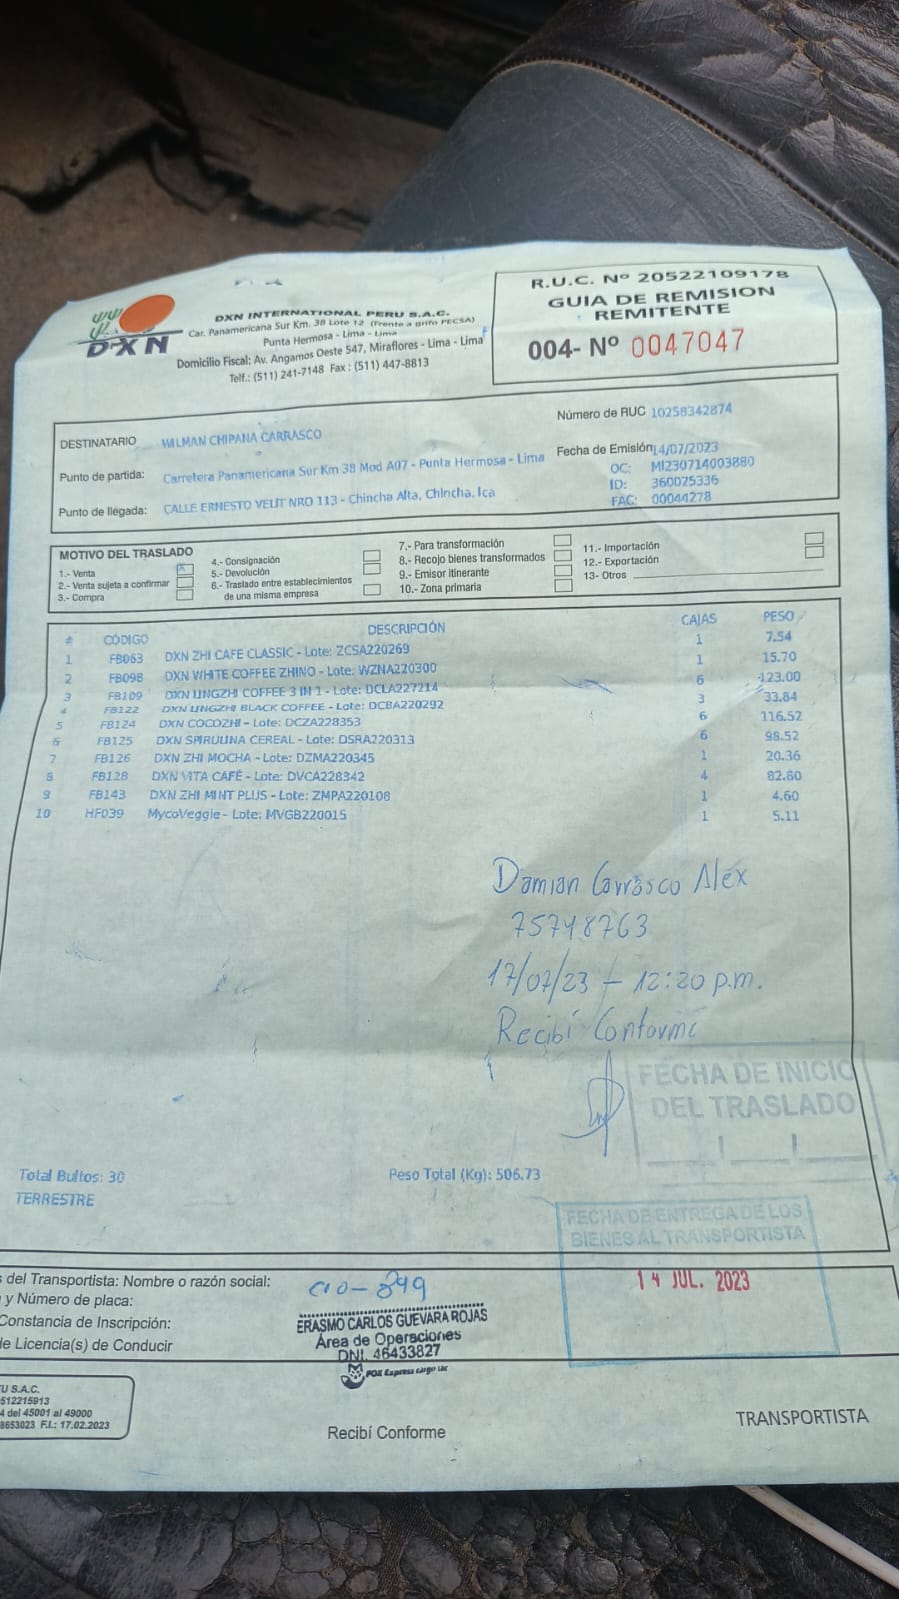 DXN
DXN INTERNATIONAL PERU S.A.C.
Car. Panamericana Sur Km. 38 Lote 12 (Frente a grifo PECSA)
Punta Hermosa - Lima - Lima
Domicilio Fiscal: Av. Angamos Oeste 547, Miraflores - Lima - Lima
Telf.: (511) 241-7148 Fax : (511) 447-8813
R.U.C. Nº 20522109178
GUIA DE REMISION
REMITENTE
004- Nº 0047047
DESTINATARIO WILMAN CHIPANA CARRASCO
Número de RUC 10258342874
Punto de partida: Carretera Panamericana Sur Km 38 Mod A07 - Punta Hermosa - Lima
Fecha de Emisión 14/07/2023
OC: MI230714003880
ID: 360075336
Punto de llegada: CALLE ERNESTO VELIT NRO 113 - Chincha Alta, Chincha, Ica
FAC: 00044278
MOTIVO DEL TRASLADO
1.- Venta X
2.- Venta sujeta a confirmar
3.- Compra
4.- Consignación
5.- Devolución
6.- Traslado entre establecimientos
de una misma empresa
7.- Para transformación
8.- Recojo bienes transformados
9.- Emisor itinerante
10.- Zona primaria
11.- Importación
12.- Exportación
13- Otros
# CÓDIGO DESCRIPCIÓN CAJAS PESO
1 FB063 DXN ZHI CAFE CLASSIC - Lote: ZCSA220269 1 7.54
2 FB098 DXN WHITE COFFEE ZHINO - Lote: WZNA220300 1 15.70
3 FB109 DXN LINGZHI COFFEE 3 IN 1 - Lote: DCLA227214 6 123.00
4 FB122 DXN LINGZHI BLACK COFFEE - Lote: DCBA220292 3 33.84
5 FB124 DXN COCOZHI - Lote: DCZA228353 6 116.52
6 FB125 DXN SPIRULINA CEREAL - Lote: DSRA220313 6 98.52
7 FB126 DXN ZHI MOCHA - Lote: DZMA220345 1 20.36
8 FB128 DXN VITA CAFÉ - Lote: DVCA228342 4 82.80
9 FB143 DXN ZHI MINT PLUS - Lote: ZMPA220108 1 4.60
10 HF039 MycoVeggie - Lote: MVGB220015 1 5.11
Damian Carrasco Alex
75748763
17/07/23 - 12:20 p.m.
Recibí Conforme
FECHA DE INICIO
DEL TRASLADO
Total Bultos: 30
Peso Total (Kg): 506.73
TERRESTRE
FECHA DE ENTREGA DE LOS
BIENES AL TRANSPORTISTA
14 JUL. 2023
s del Transportista: Nombre o razón social:
y Número de placa:
Constancia de Inscripción:
de Licencia(s) de Conducir
ERASMO CARLOS GUEVARA ROJAS
Área de Operaciones
DNI. 46433827
FOX Express Cargo sac
U S.A.C.
512215913
4 del 45001 al 49000
8653023 F.I.: 17.02.2023
Recibí Conforme
TRANSPORTISTA